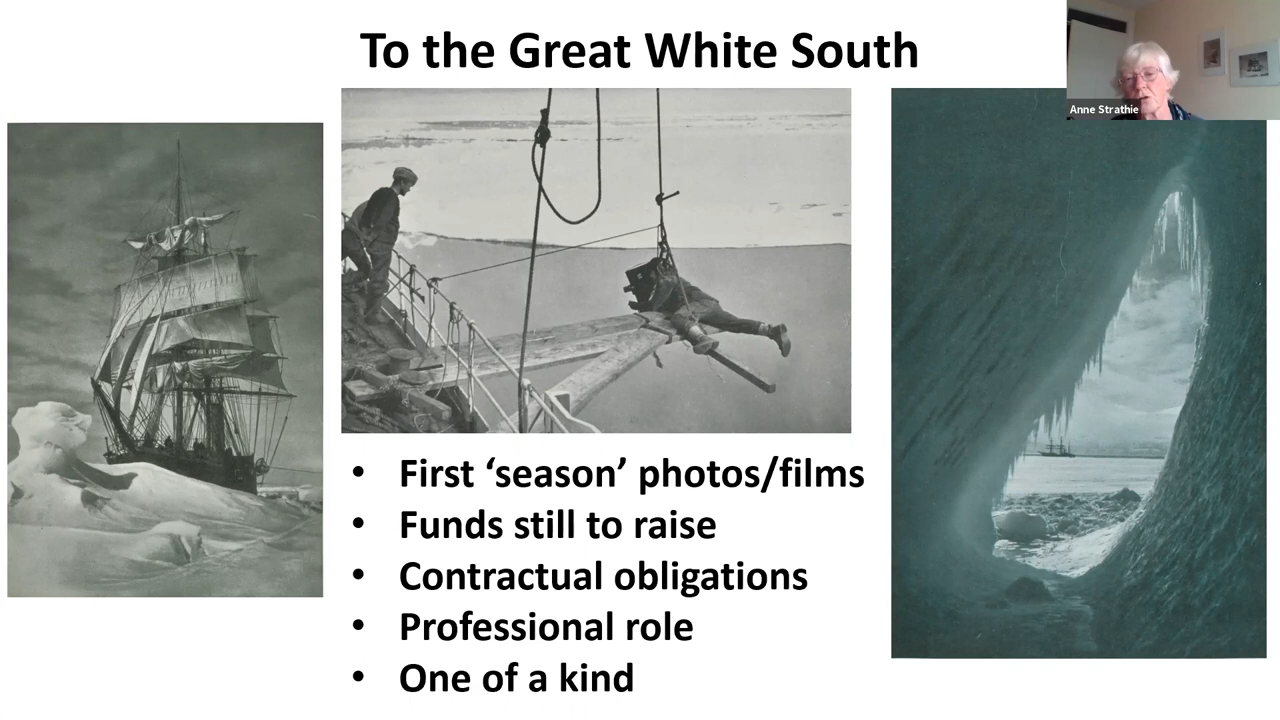 To the Great White South
Anne Strathie
• First ‘season’ photos/films
• Funds still to raise
• Contractual obligations
• Professional role
• One of a kind